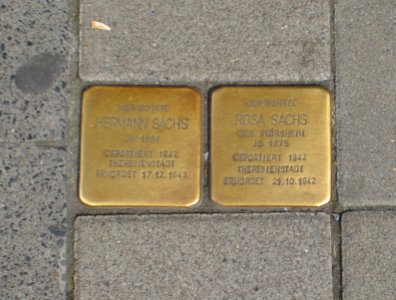 HIER WOHNTE
HERMANN SACHS
JG.
DEPORTIERT 1942
THERESIENSTADT
ERMORDET 17.12.1943
HIER WOHNTE
ROSA SACHS
GEB. FLÖRSHEIM
JG. 1875
DEPORTIERT 1942
THERESIENSTADT
ERMORDET 21.10.1942